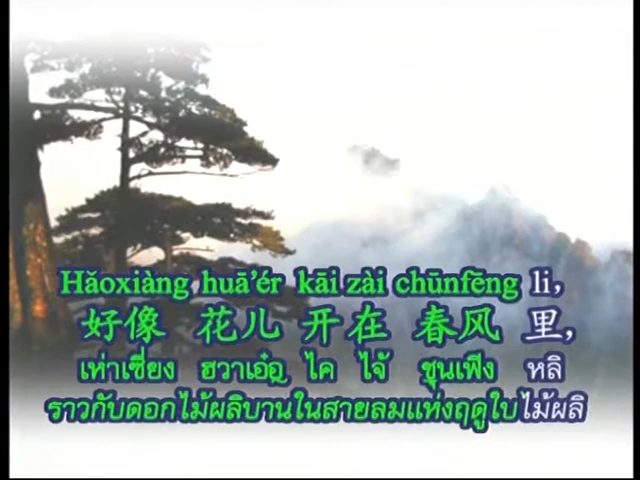 Hǎoxiàng huā'ér kāi zài chūnfēng li,
好像 花儿 开在 春风 里,
เห่าเซี่ยง ฮวาเอ๋อ ไค ไจ้ ชุนเฟิง หลิ
ราวกับดอกไม้ผลิบานในสายลมแห่งฤดูใบไม้ผลิ